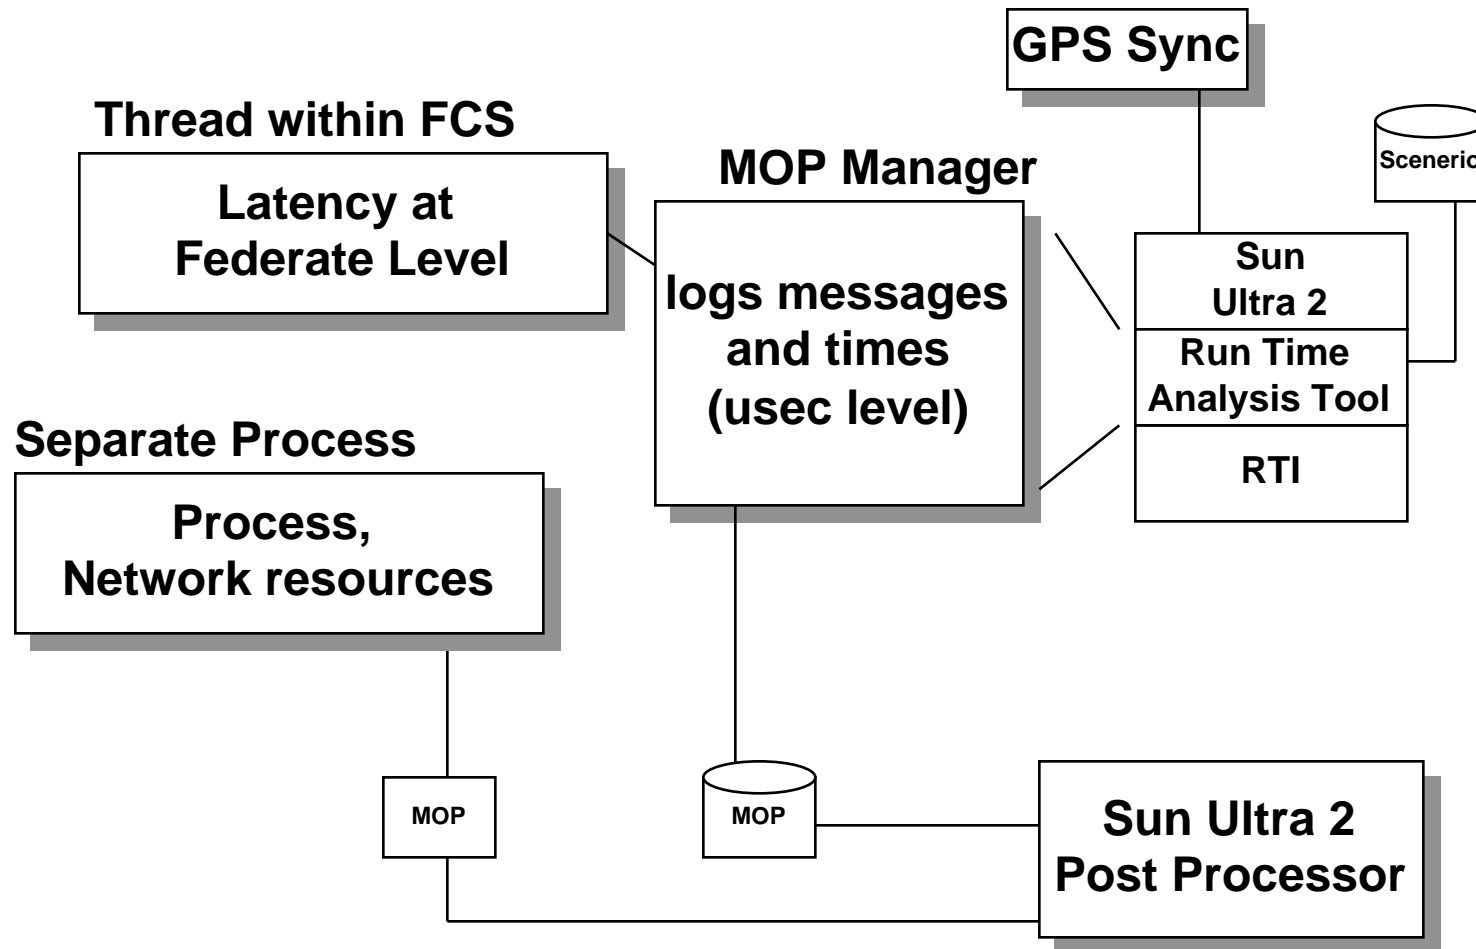 GPS Sync
Thread within FCS
Latency at
Federate Level
MOP Manager
logs messages
and times
(usec level)
Scenerio
Sun
Ultra 2
Run Time
Analysis Tool
RTI
Separate Process
Process,
Network resources
MOP
MOP
Sun Ultra 2
Post Processor